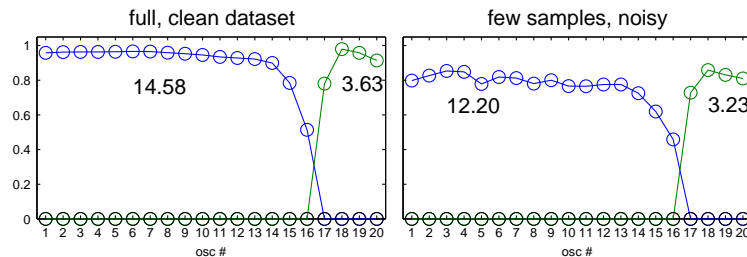 full, clean dataset
few samples, noisy
1
0.8
0.6
0.4
0.2
0
14.58
3.63
12.20
3.23
1 2 3 4 5 6 7 8 9 10 11 12 13 14 15 16 17 18 19 20
1 2 3 4 5 6 7 8 9 10 11 12 13 14 15 16 17 18 19 20
osc #
osc #